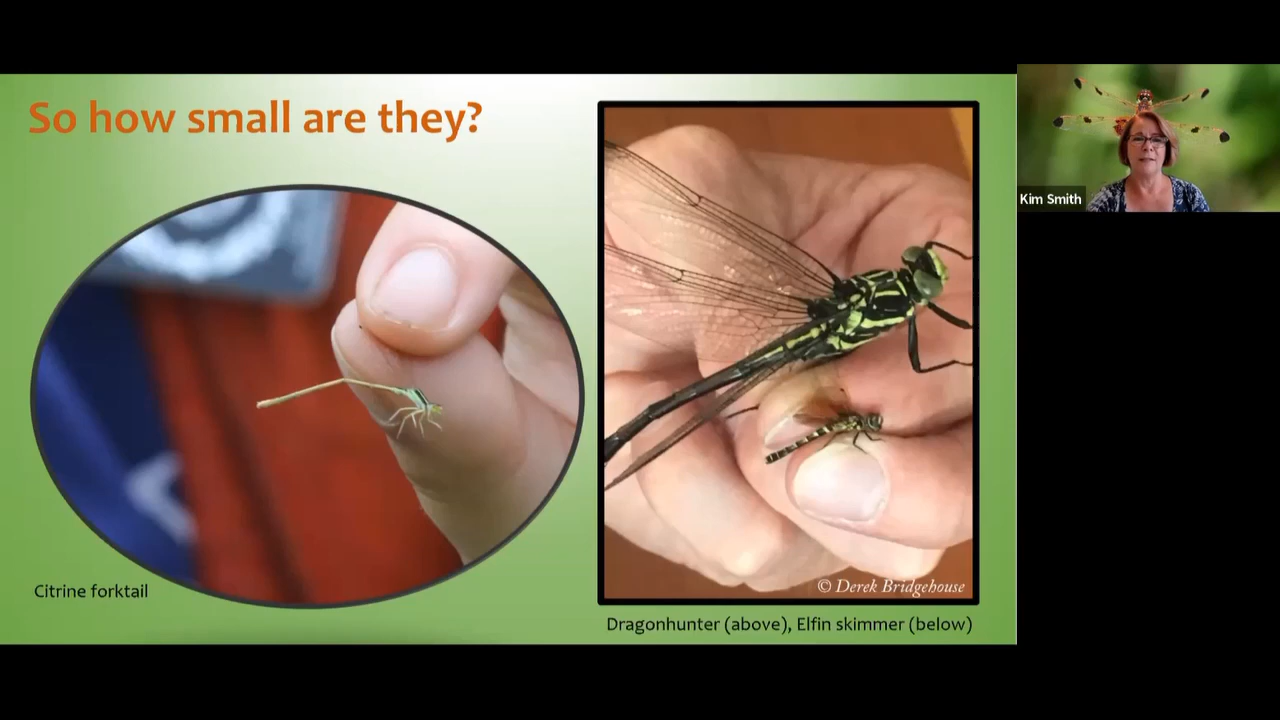 So how small are they?
Kim Smith
Citrine forktail
© Derek Bridgehouse
Dragonhunter (above), Elfin skimmer (below)